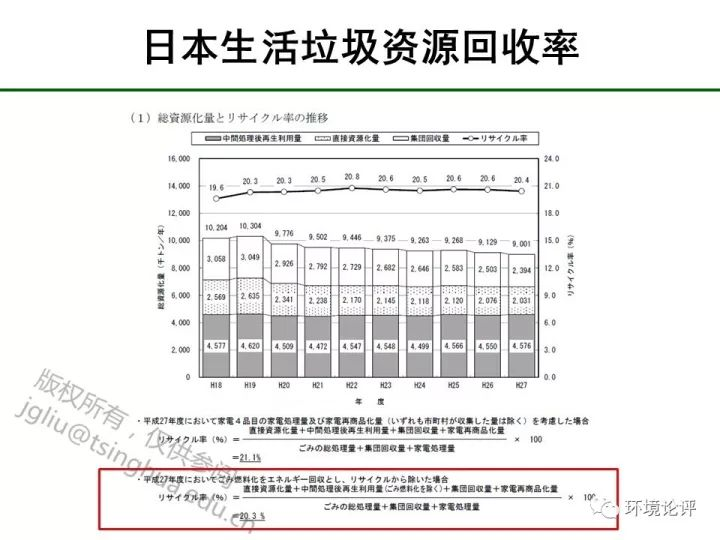 日本生活垃圾资源回收率
(1)総資源化量とリサイクル率の推移
中間処理後再生利用量 直接資源化量 集団回収量 リサイクル率
16,000 24.0
14,000 21.0
12,000 18.0
10,000 15.0
8,000 12.0
6,000 9.0
4,000 6.0
2,000 3.0
0 0.0
総資源化量(千トン/年)
リサイクル率(%)
19.6 20.3 20.3 20.5 20.8 20.6 20.5 20.6 20.6 20.4
10,204 10,304 9,776 9,502 9,446 9,375 9,263 9,268 9,129 9,001
3,058 3,049 2,926 2,792 2,729 2,682 2,646 2,583 2,503 2,394
2,569 2,635 2,341 2,238 2,170 2,145 2,118 2,120 2,076 2,031
4,577 4,620 4,509 4,472 4,547 4,548 4,499 4,566 4,550 4,576
H18 H19 H20 H21 H22 H23 H24 H25 H26 H27
年 度
・平成27年度において家電4品目の家電処理量及び家電再商品化量(いずれも市町村が収集した量は除く)を考慮した場合
直接資源化量+中間処理後再生利用量+集団回収量+家電再商品化量
リサイクル率(%)= × 100
ごみの総処理量+集団回収量+家電処理量
=21.1%
・平成27年度においてごみ燃料化をエネルギー回収とし、リサイクルから除いた場合
直接資源化量+中間処理後再生利用量(ごみ燃料化を除く)+集団回収量+家電再商品化量
リサイクル率(%)= × 100
ごみの総処理量+集団回収量+家電処理量
=20.3 %
版权所有,仅供参阅
jgliu@tsinghua.edu.cn
环境论评